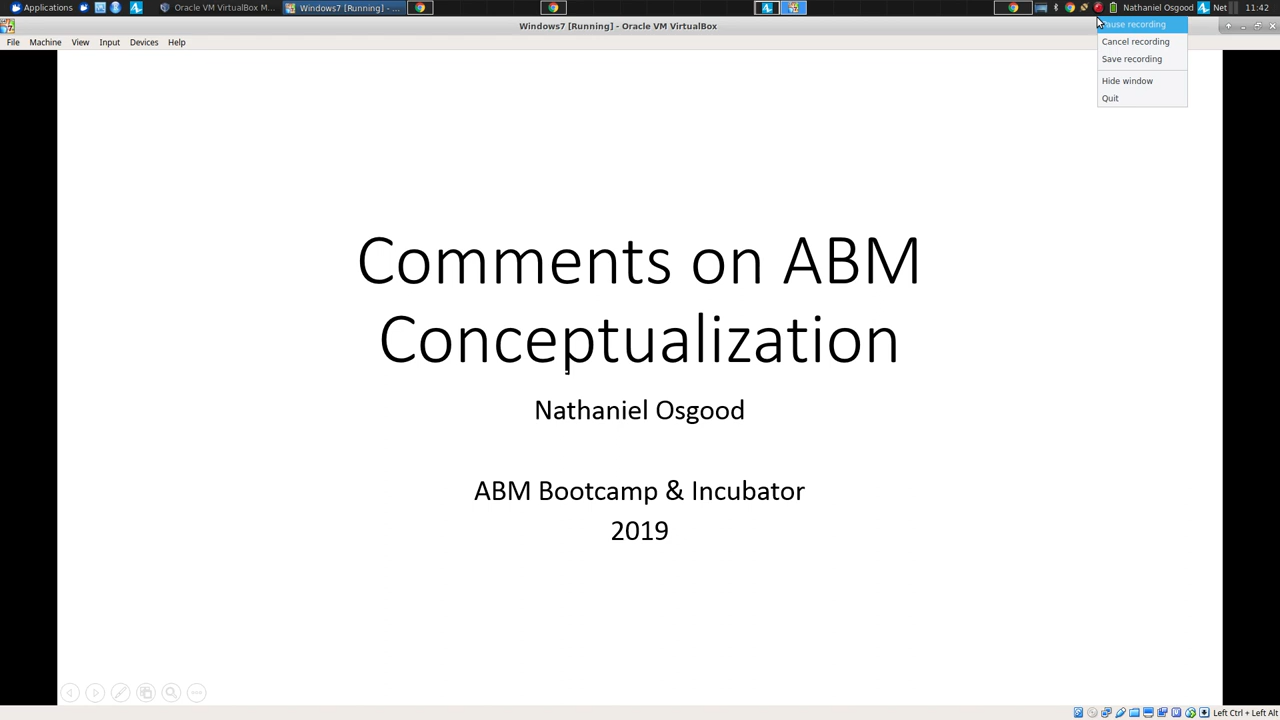 Applications
Oracle VM VirtualBox M...
Windows7 [Running] - ...
Nathaniel Osgood
Net
11:42
Windows7 [Running] - Oracle VM VirtualBox
File
Machine
View
Input
Devices
Help
Pause recording
Cancel recording
Save recording
Hide window
Quit
Comments on ABM
Conceptualization
Nathaniel Osgood
ABM Bootcamp & Incubator
2019
Left Ctrl + Left Alt